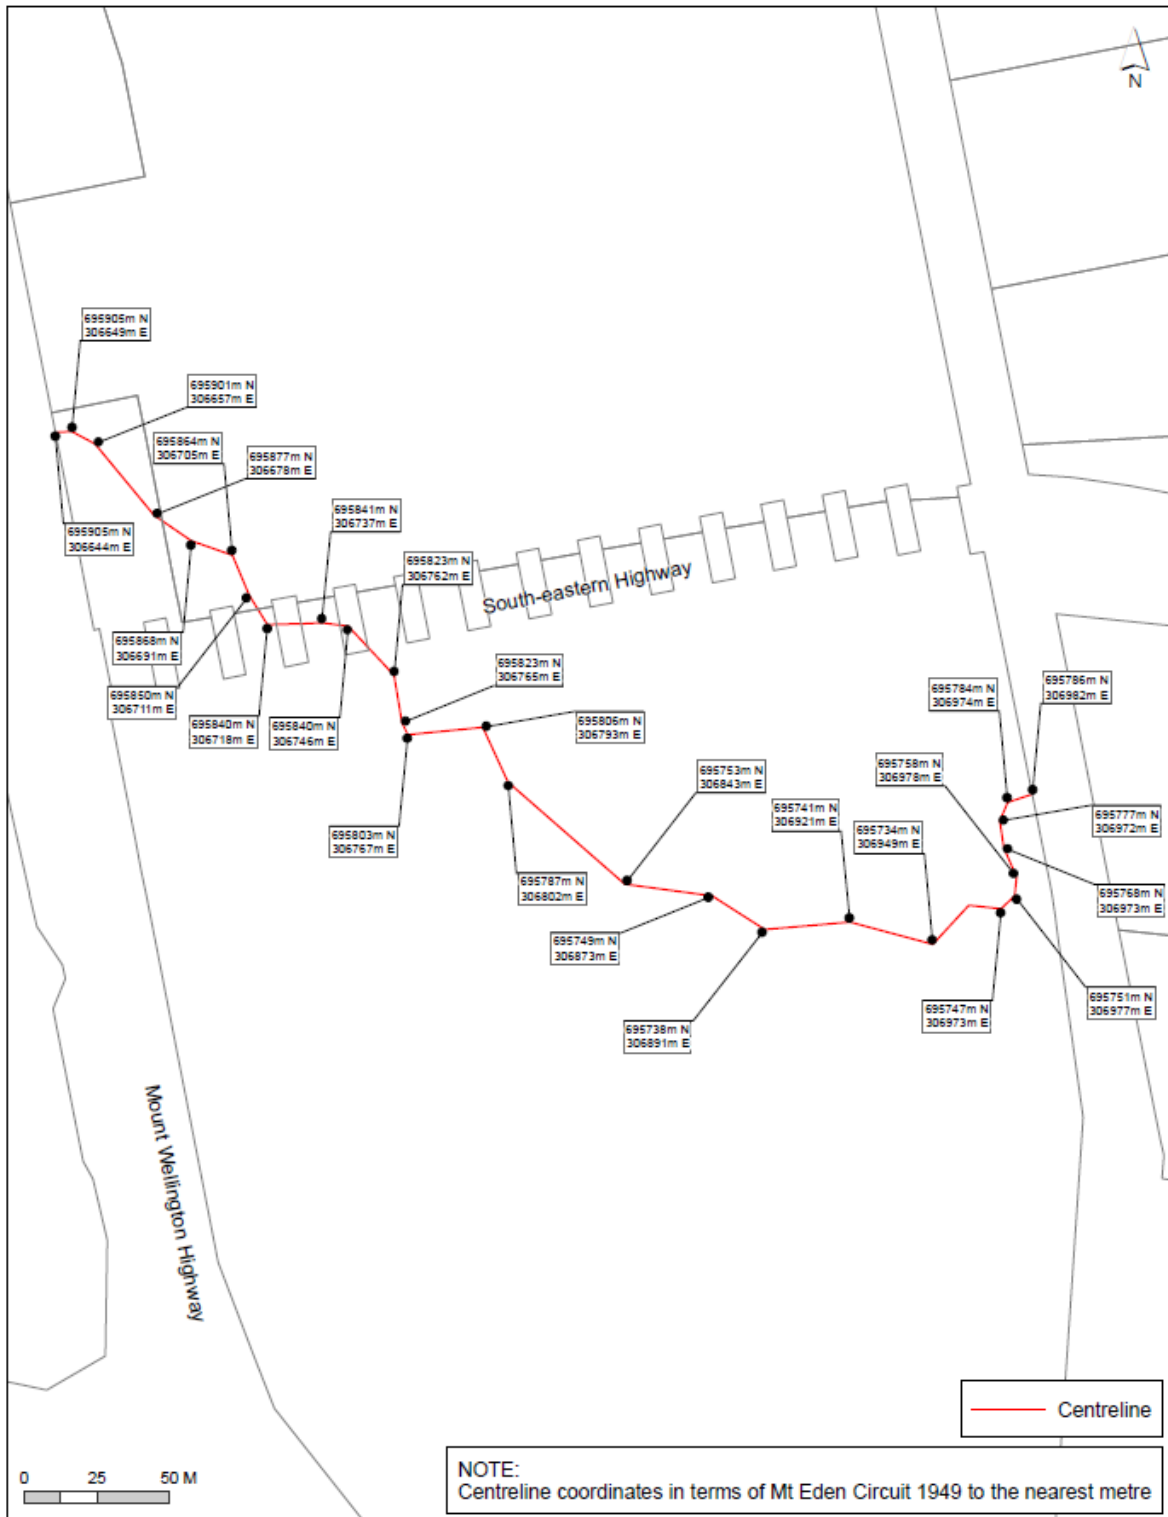 N
695905m N
306649m E
695901m N
306657m E
695864m N
306705m E
695877m N
306678m E
695841m N
306737m E
695905m N
306644m E
695823m N
306762m E
South-eastern Highway
695868m N
306691m E
695850m N
306711m E
695840m N
306718m E
695840m N
306746m E
695823m N
306765m E
695806m N
306793m E
695784m N
306974m E
695786m N
306982m E
695753m N
306843m E
695758m N
306978m E
695741m N
306921m E
695734m N
306949m E
695777m N
306972m E
695803m N
306767m E
695787m N
306802m E
695768m N
306973m E
695749m N
306873m E
695738m N
306891m E
695747m N
306973m E
695751m N
306977m E
Mount Wellington Highway
Centreline
0 25 50 M
NOTE:
Centreline coordinates in terms of Mt Eden Circuit 1949 to the nearest metre